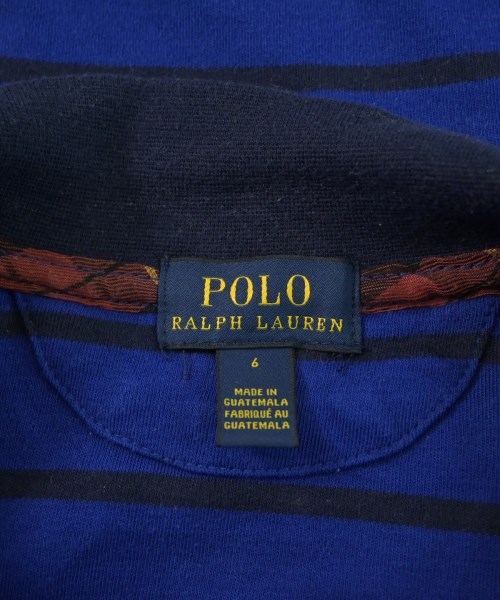 POLO
RALPH LAUREN
6
MADE IN
GUATEMALA
FABRIQUÉ AU
GUATEMALA